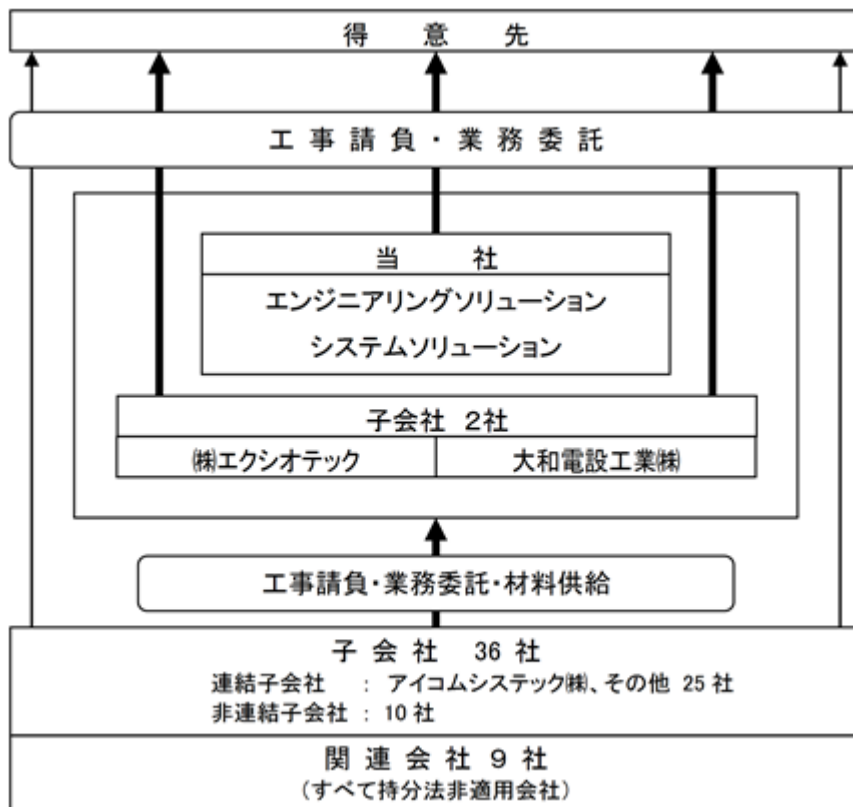 得意先
工事請負・業務委託
当社
エンジニアリングソリューション
システムソリューション
子会社 2社
㈱エクシオテック
大和電設工業㈱
工事請負・業務委託・材料供給
子会社 36社
連結子会社 : アイコムシステック㈱、その他 25社
非連結子会社 : 10社
関連会社9社
(すべて持分法非適用会社)